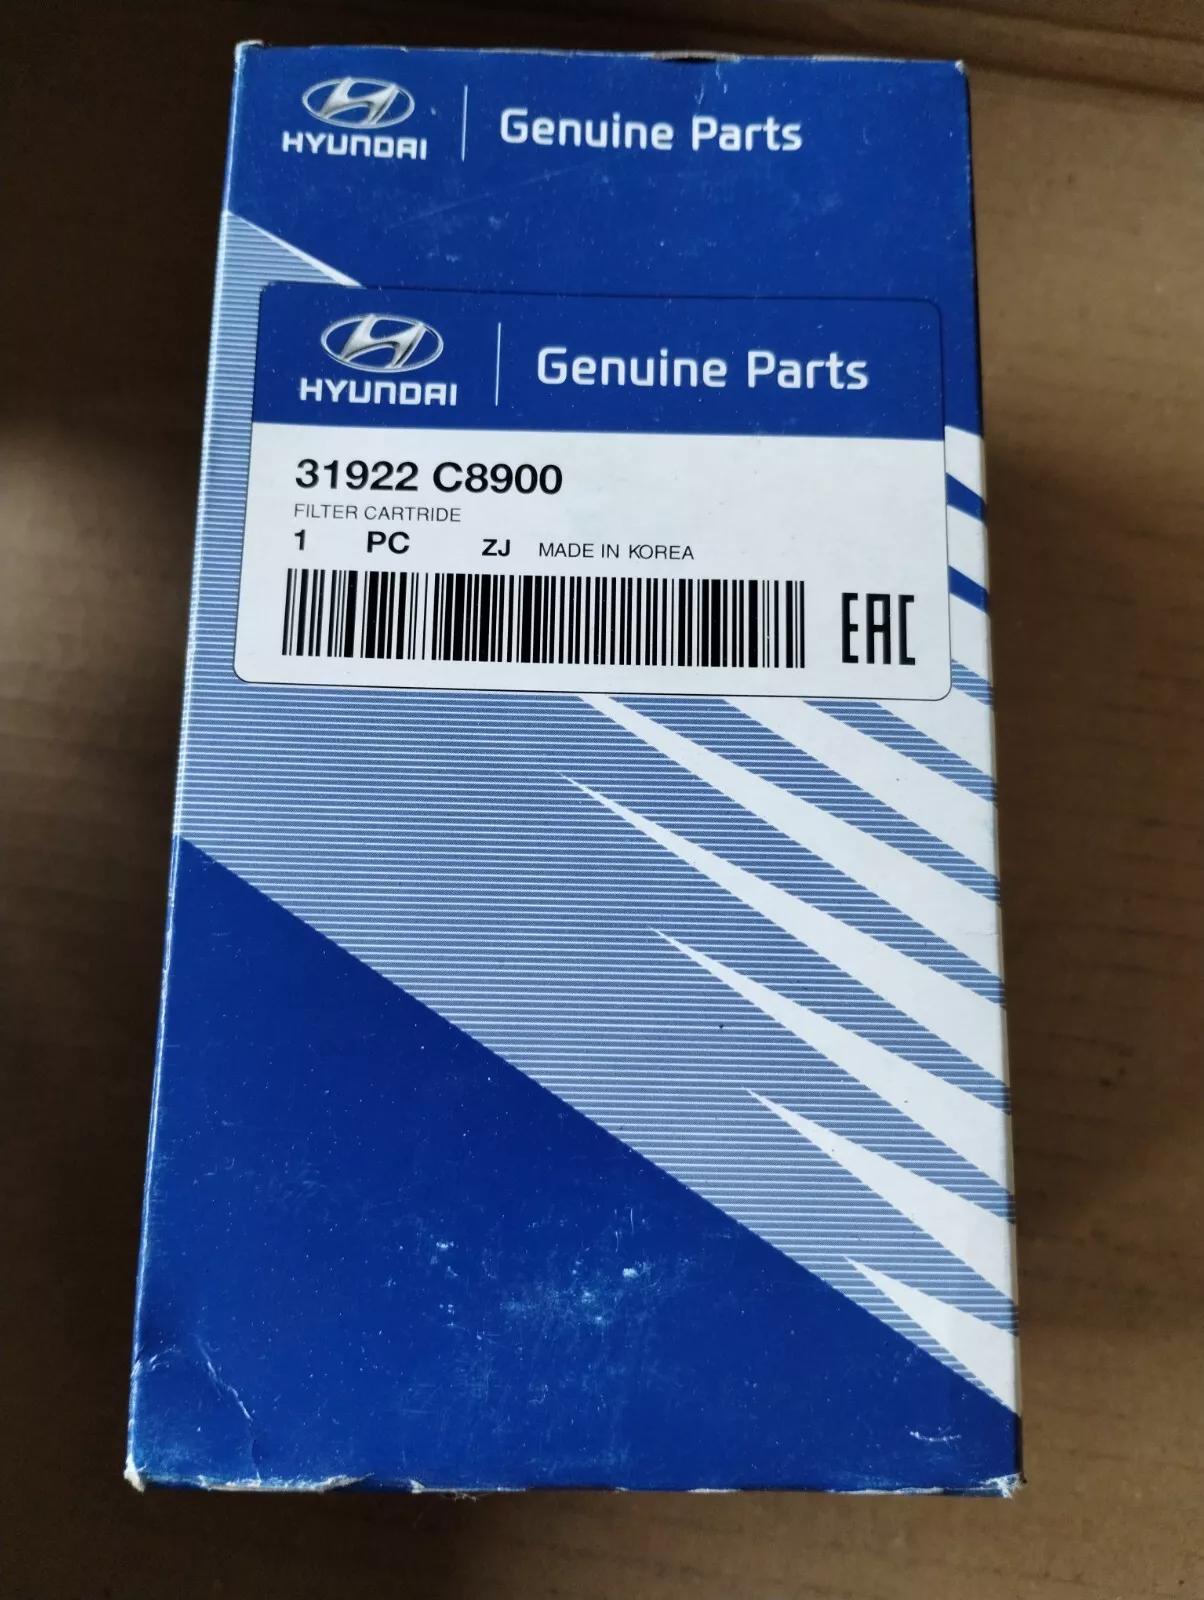 HYUNDAI Genuine Parts
HYUNDAI Genuine Parts
31922 C8900
FILTER CARTRIDE
1 PC ZJ MADE IN KOREA
EAC